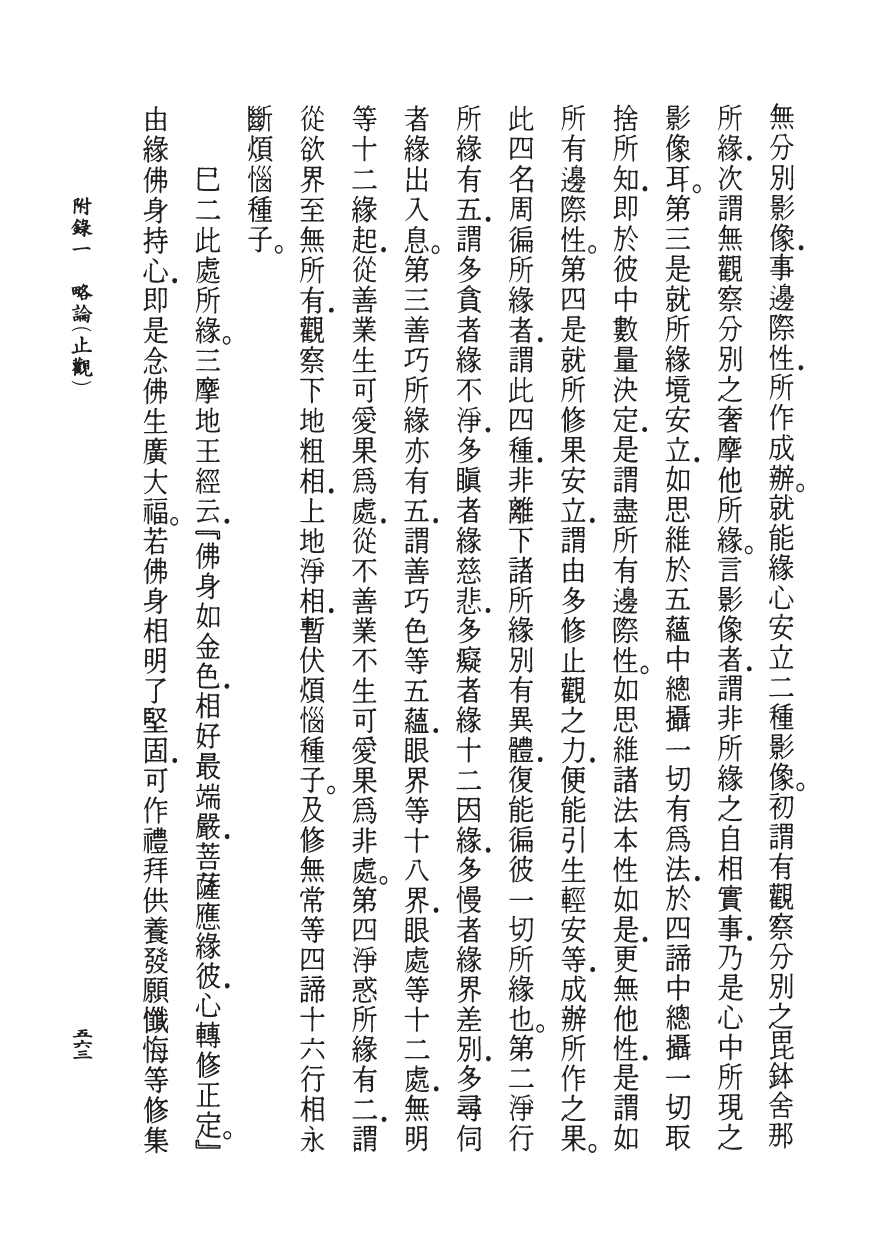 無分別影像．事邊際性．所作成辦。就能緣心安立二種影像。初謂有觀察分別之毘鉢舍那
所緣．次謂無觀察分別之奢摩他所緣。言影像者．謂非所緣之自相實事．乃是心中所現之
影像耳。第三是就所緣境安立．如思維於五蘊中總攝一切有爲法．於四諦中總攝一切取
捨所知．即於彼中數量決定．是謂盡所有邊際性。如思維諸法本性如是．更無他性．是謂如
所有邊際性。第四是就所修果安立．謂由多修止觀之力．便能引生輕安等．成辦所作之果。
此四名周徧所緣者．謂此四種．非離下諸所緣別有異體．復能徧彼一切所緣也。第二淨行
所緣有五．謂多貪者緣不淨．多瞋者緣慈悲．多癡者緣十二因緣．多慢者緣界差別．多尋伺
者緣出入息。第三善巧所緣亦有五．謂善巧色等五蘊．眼界等十八界．眼處等十二處．無明
等十二緣起．從善業生可愛果爲處．從不善業不生可愛果爲非處。第四淨惑所緣有二．謂
從欲界至無所有．觀察下地粗相．上地淨相．暫伏煩惱種子。及修無常等四諦十六行相永
斷煩惱種子。
巳二此處所緣。三摩地王經云．『佛身如金色．相好最端嚴．菩薩應緣彼．心轉修正定。』
由緣佛身持心．即是念佛生廣大福。若佛身相明了堅固．可作禮拜供養發願懺悔等修集
附錄一　略論（止觀）
五六三